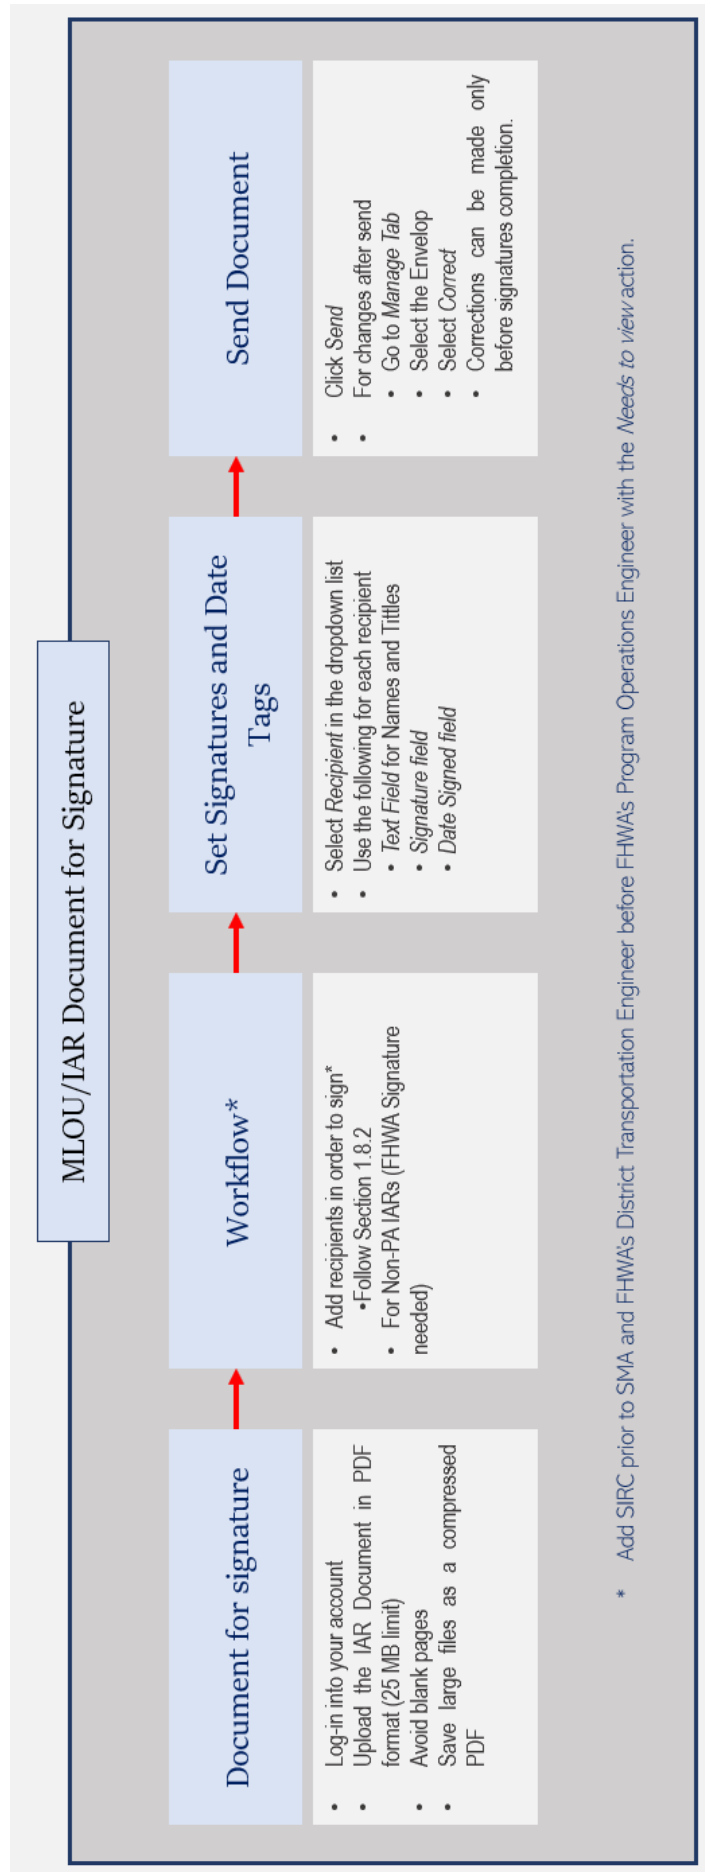 MLOU/IAR Document for Signature
Document for signature
• Log-in into your account
• Upload the IAR Document in PDF
format (25 MB limit)
• Avoid blank pages
• Save large files as a compressed
PDF
Workflow*
• Add recipients in order to sign*
•Follow Section 1.8.2
• For Non-PA IARs (FHWA Signature
needed)
Set Signatures and Date
Tags
• Select Recipient in the dropdown list
• Use the following for each recipient
• Text Field for Names and Tittles
• Signature field
• Date Signed field
Send Document
• Click Send
• For changes after send
• Go to Manage Tab
• Select the Envelop
• Select Correct
• Corrections can be made only
before signatures completion.
* Add SIRC prior to SMA and FHWA's District Transportation Engineer before FHWA's Program Operations Engineer with the Needs to view action.